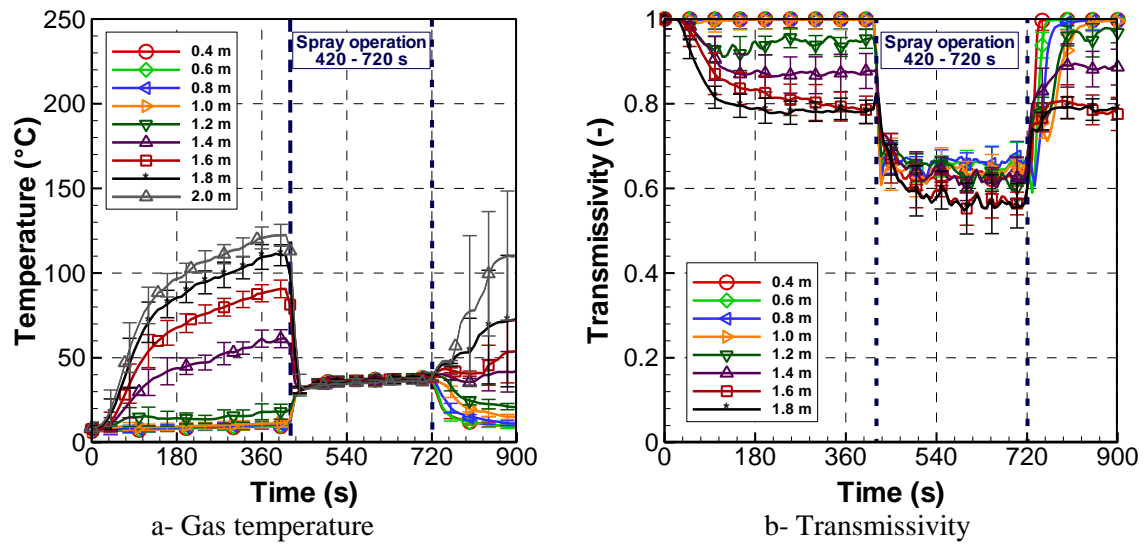 250
200
150
100
50
0
Temperature (°C)
0.4 m
0.6 m
0.8 m
1.0 m
1.2 m
1.4 m
1.6 m
1.8 m
2.0 m
Spray operation
420 - 720 s
0 180 360 540 720 900
Time (s)
a- Gas temperature
1
0.8
0.6
0.4
0.2
0
Transmissivity (-)
Spray operation
420 - 720 s
0.4 m
0.6 m
0.8 m
1.0 m
1.2 m
1.4 m
1.6 m
1.8 m
0 180 360 540 720 900
Time (s)
b- Transmissivity